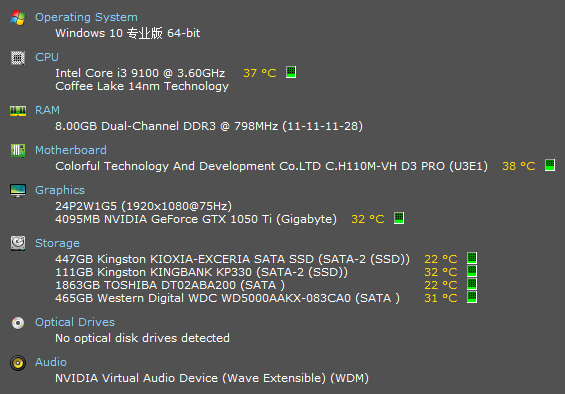 Operating System
Windows 10 专业版 64-bit
CPU
Intel Core i3 9100 @ 3.60GHz 37 °C
Coffee Lake 14nm Technology
RAM
8.00GB Dual-Channel DDR3 @ 798MHz (11-11-11-28)
Motherboard
Colorful Technology And Development Co.LTD C.H110M-VH D3 PRO (U3E1) 38 °C
Graphics
24P2W1G5 (1920x1080@75Hz)
4095MB NVIDIA GeForce GTX 1050 Ti (Gigabyte) 32 °C
Storage
447GB Kingston KIOXIA-EXCERIA SATA SSD (SATA-2 (SSD)) 22 °C
111GB Kingston KINGBANK KP330 (SATA-2 (SSD)) 32 °C
1863GB TOSHIBA DT02ABA200 (SATA ) 22 °C
465GB Western Digital WDC WD5000AAKX-083CA0 (SATA ) 31 °C
Optical Drives
No optical disk drives detected
Audio
NVIDIA Virtual Audio Device (Wave Extensible) (WDM)